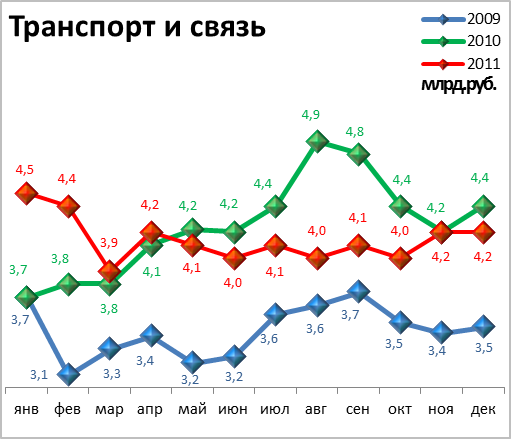 Транспорт и связь
2009
2010
2011
млрд.руб.
4,9
4,8
4,5 4,4 4,2 4,2 4,2 4,4 4,4 4,2 4,4
3,9 4,0 4,1 4,0
3,7 3,8 3,8 4,1 4,1 4,0 4,1 4,2 4,2
3,7 3,1 3,3 3,4 3,2 3,2 3,6 3,6 3,7 3,5 3,4 3,5
янв фев мар апр май июн июл авг сен окт ноя дек